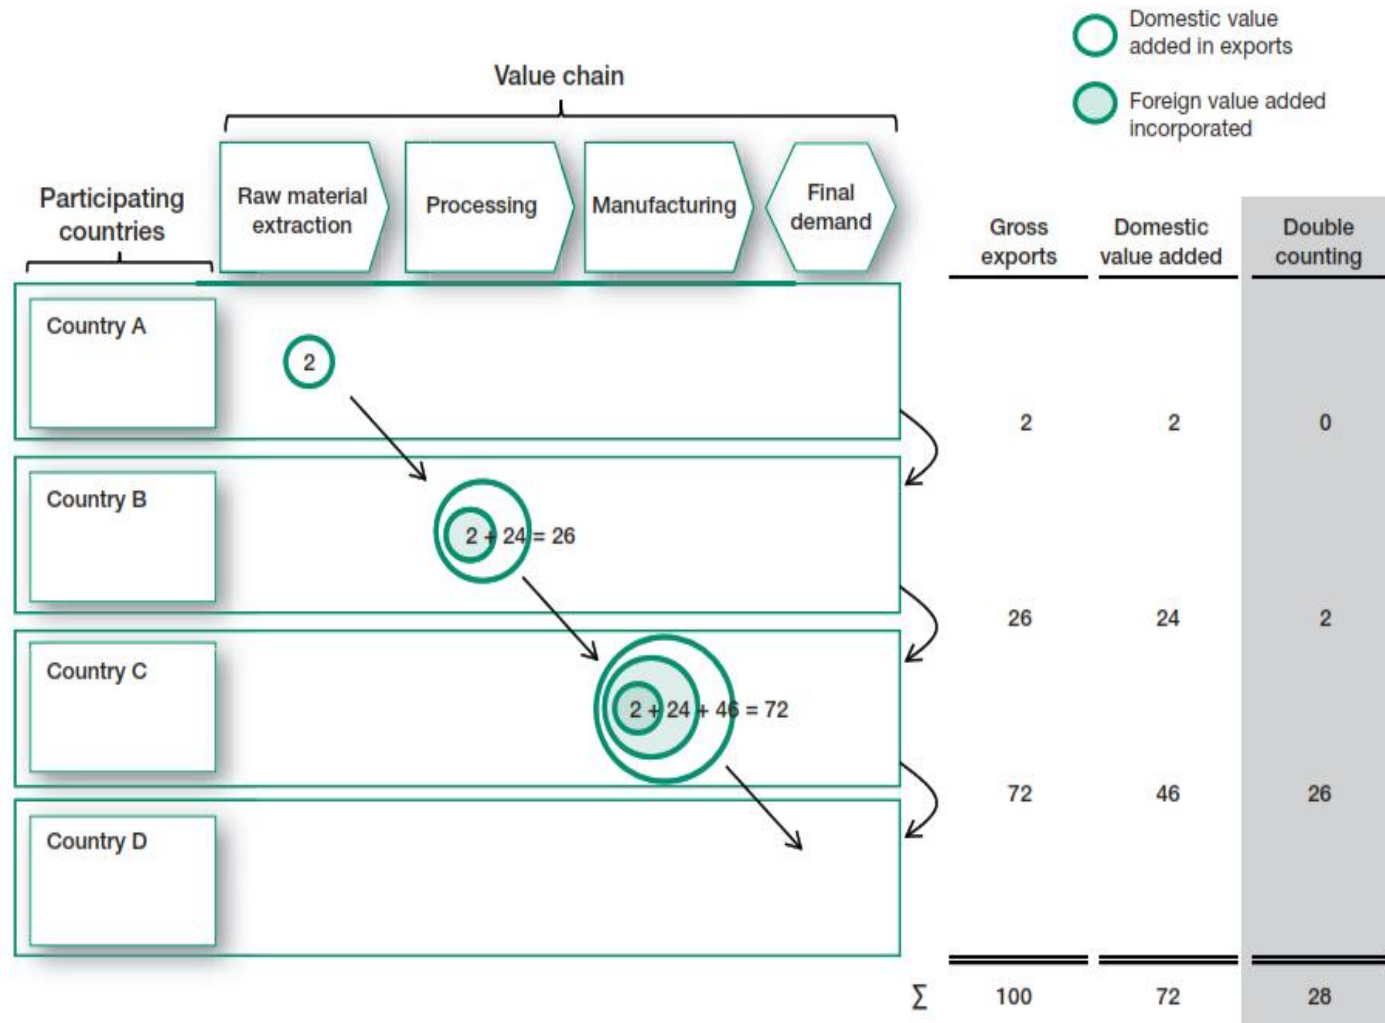 Domestic value
added in exports
Foreign value added
incorporated
Value chain
Participating
countries
Raw material
extraction
Processing
Manufacturing
Final
demand
Gross
exports
Domestic
value added
Double
counting
Country A
2
2 2 0
Country B
2 + 24 = 26
26 24 2
Country C
2 + 24 + 46 = 72
72 46 26
Country D
Σ 100 72 28